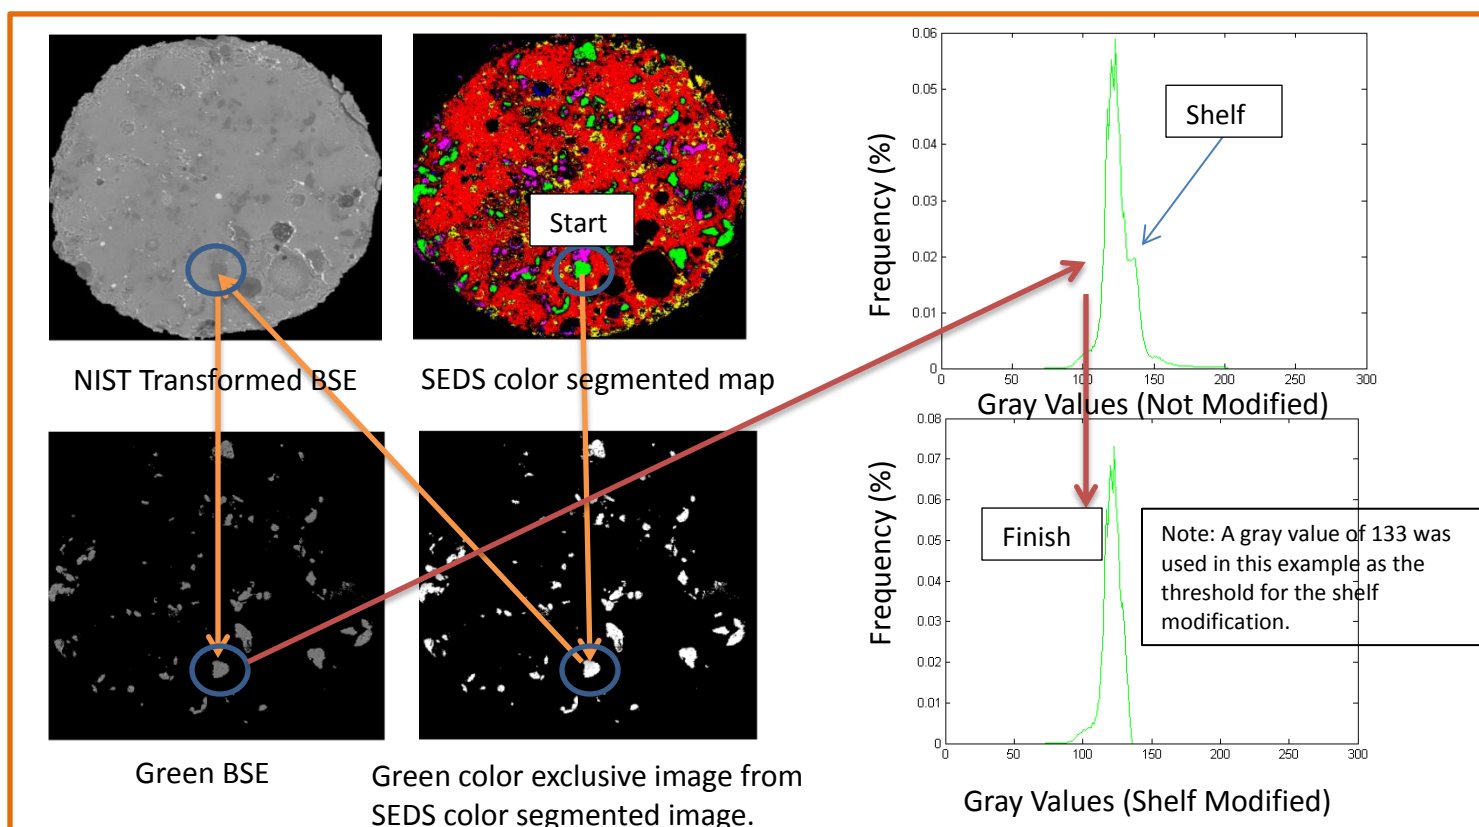 Start
NIST Transformed BSE
SEDS color segmented map
Green BSE
Green color exclusive image from
SEDS color segmented image.
Frequency (%)
0.06
0.05
0.04
0.03
0.02
0.01
0
0
50
100
150
200
250
300
Shelf
Gray Values (Not Modified)
Frequency (%)
0.08
0.07
0.06
0.05
0.04
0.03
0.02
0.01
0
0
50
100
150
200
250
300
Finish
Note: A gray value of 133 was
used in this example as the
threshold for the shelf
modification.
Gray Values (Shelf Modified)